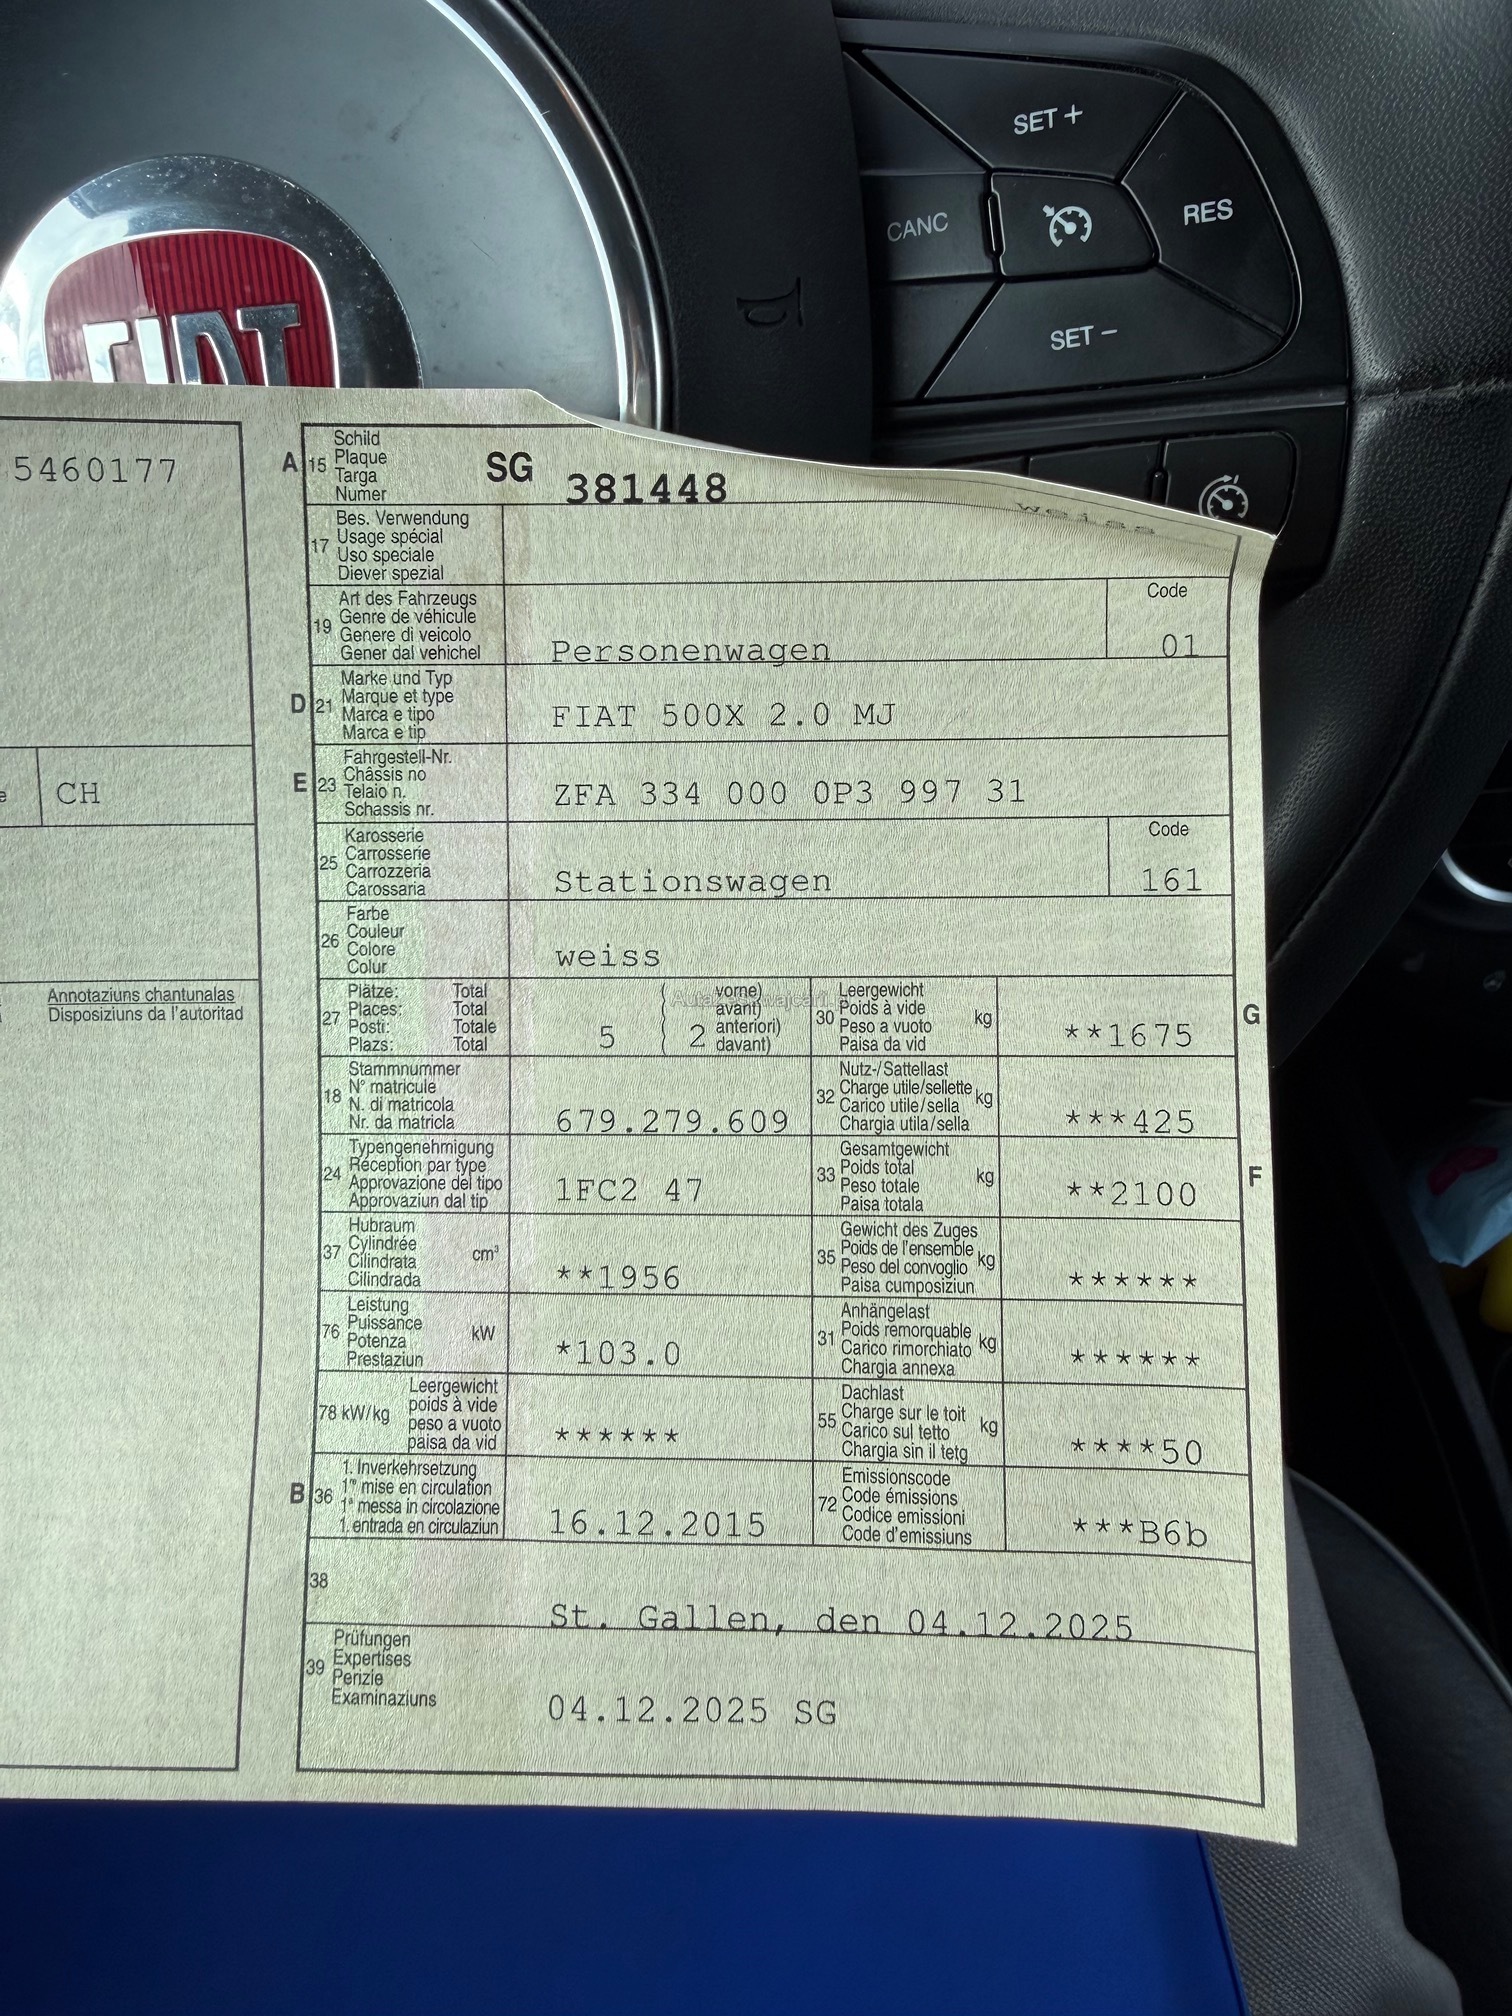 SET +
CANC
RES
SET −
FIAT
5460177
CH
Annotaziuns chantunalas
Disposiziuns da l'autoritad
A
15
Schild
Plaque
Targa
Numer
SG
381448
weiss
17
Bes. Verwendung
Usage spécial
Uso speciale
Diever spezial
19
Art des Fahrzeugs
Genre de véhicule
Genere di veicolo
Gener dal vehichel
Personenwagen
Code
01
D
21
Marke und Typ
Marque et type
Marca e tipo
Marca e tip
FIAT 500X 2.0 MJ
E
23
Fahrgestell-Nr.
Châssis no
Telaio n.
Schassis nr.
ZFA 334 000 0P3 997 31
25
Karosserie
Carrosserie
Carrozzeria
Carossaria
Stationswagen
Code
161
26
Farbe
Couleur
Colore
Colur
weiss
27
Plätze: Total
Places: Total
Posti: Totale
Plazs: Total
5
( vorne)
( avant)
( 2 anteriori)
( davant)
30
Leergewicht
Poids à vide
Peso a vuoto
Paisa da vid
kg
**1675
G
18
Stammnummer
N° matricule
N. di matricola
Nr. da matricla
679.279.609
32
Nutz-/Sattellast
Charge utile/sellette
Carico utile/sella
Chargia utila/sella
kg
***425
24
Typengenehmigung
Réception par type
Approvazione del tipo
Approvaziun dal tip
1FC2 47
33
Gesamtgewicht
Poids total
Peso totale
Paisa totala
kg
**2100
F
37
Hubraum
Cylindrée
Cilindrata
Cilindrada
cm³
**1956
35
Gewicht des Zuges
Poids de l'ensemble
Peso del convoglio
Paisa cumposiziun
kg
******
76
Leistung
Puissance
Potenza
Prestaziun
kW
*103.0
31
Anhängelast
Poids remorquable
Carico rimorchiato
Chargia annexa
kg
******
78 kW/kg
Leergewicht
poids à vide
peso a vuoto
paisa da vid
******
55
Dachlast
Charge sur le toit
Carico sul tetto
Chargia sin il tetg
kg
****50
B
36
1. Inverkehrsetzung
1re mise en circulation
1a messa in circolazione
1. entrada en circulaziun
16.12.2015
72
Emissionscode
Code émissions
Codice emissioni
Code d'emissiuns
***B6b
38
St. Gallen, den 04.12.2025
39
Prüfungen
Expertises
Perizie
Examinaziuns
04.12.2025 SG